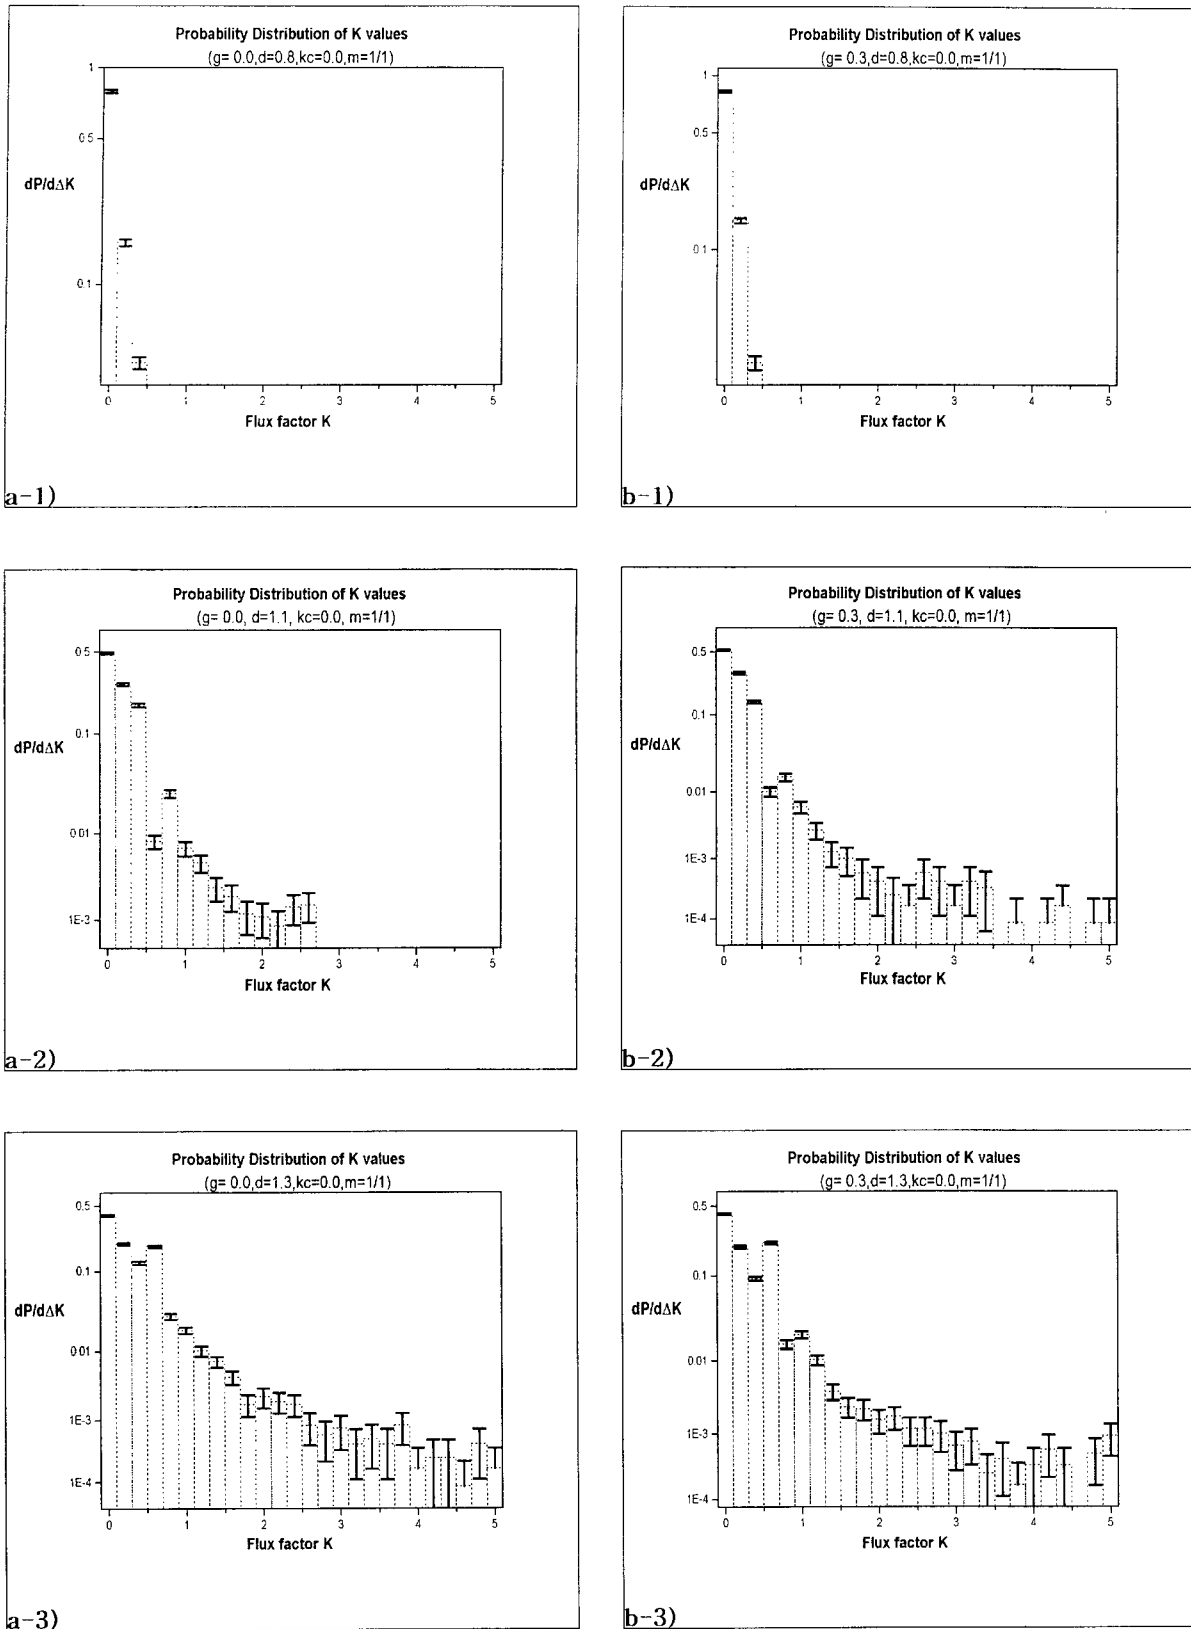 Probability Distribution of K values
(g= 0.0,d=0.8,kc=0.0,m=1/1)
1
0.5
dP/dΔK
0.1
0 1 2 3 4 5
Flux factor K
a-1)
Probability Distribution of K values
(g= 0.3,d=0.8,kc=0.0,m=1/1)
1
0.5
dP/dΔK
0.1
0 1 2 3 4 5
Flux factor K
b-1)
Probability Distribution of K values
(g= 0.0, d=1.1, kc=0.0, m=1/1)
0.5
0.1
dP/dΔK
0.01
1E-3
0 1 2 3 4 5
Flux factor K
a-2)
Probability Distribution of K values
(g= 0.3, d=1.1, kc=0.0, m=1/1)
0.5
0.1
dP/dΔK
0.01
1E-3
1E-4
0 1 2 3 4 5
Flux factor K
b-2)
Probability Distribution of K values
(g= 0.0,d=1.3,kc=0.0,m=1/1)
0.5
0.1
dP/dΔK
0.01
1E-3
1E-4
0 1 2 3 4 5
Flux factor K
a-3)
Probability Distribution of K values
(g= 0.3,d=1.3,kc=0.0,m=1/1)
0.5
0.1
dP/dΔK
0.01
1E-3
1E-4
0 1 2 3 4 5
Flux factor K
b-3)